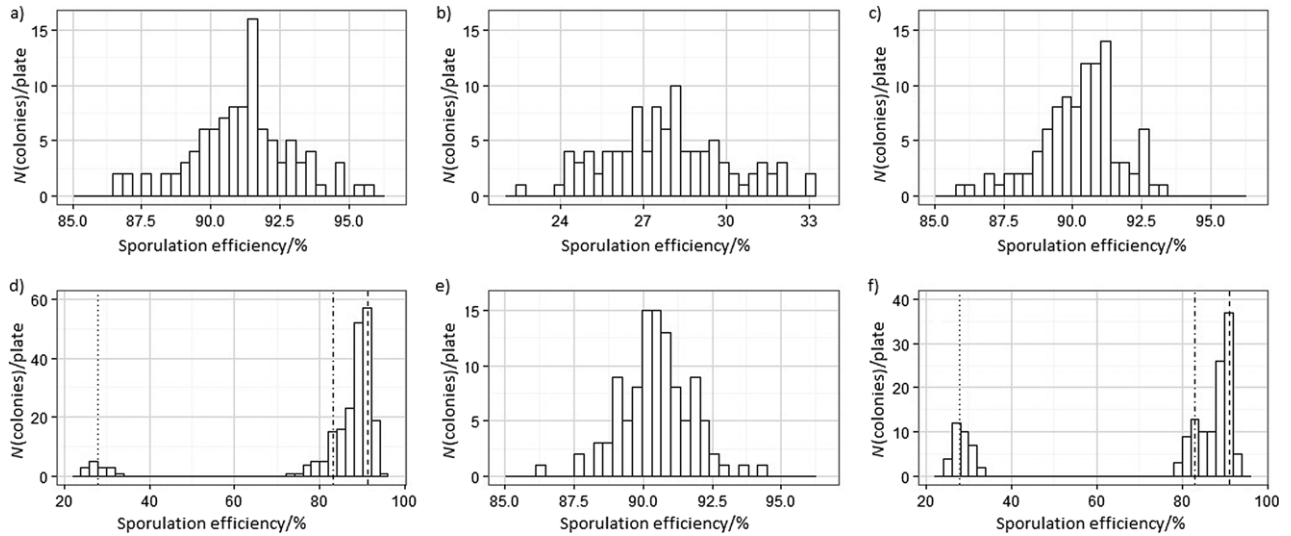 a)
N(colonies)/plate
15
10
5
0
85.0 87.5 90.0 92.5 95.0
Sporulation efficiency/%
b)
N(colonies)/plate
15
10
5
0
24 27 30 33
Sporulation efficiency/%
c)
N(colonies)/plate
15
10
5
0
85.0 87.5 90.0 92.5 95.0
Sporulation efficiency/%
d)
N(colonies)/plate
60
40
20
0
20 40 60 80 100
Sporulation efficiency/%
e)
N(colonies)/plate
15
10
5
0
85.0 87.5 90.0 92.5 95.0
Sporulation efficiency/%
f)
N(colonies)/plate
40
30
20
10
0
20 40 60 80 100
Sporulation efficiency/%